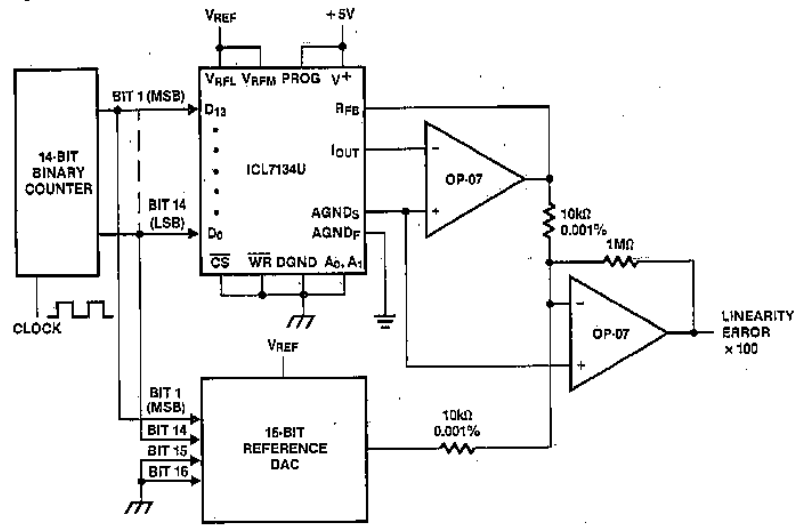 VREF
+5V
VRFL VRFM PROG V+
BIT 1 (MSB)
D13
RFB
14-BIT
BINARY
COUNTER
ICL7134U
IOUT
−
OP-07
+
BIT 14
(LSB)
D0
AGNDS
AGNDF
10kΩ
0.001%
1MΩ
CS WR DGND A0, A1
CLOCK
−
OP-07
+
LINEARITY
ERROR
× 100
VREF
BIT 1
(MSB)
BIT 14
BIT 15
BIT 16
16-BIT
REFERENCE
DAC
10kΩ
0.001%